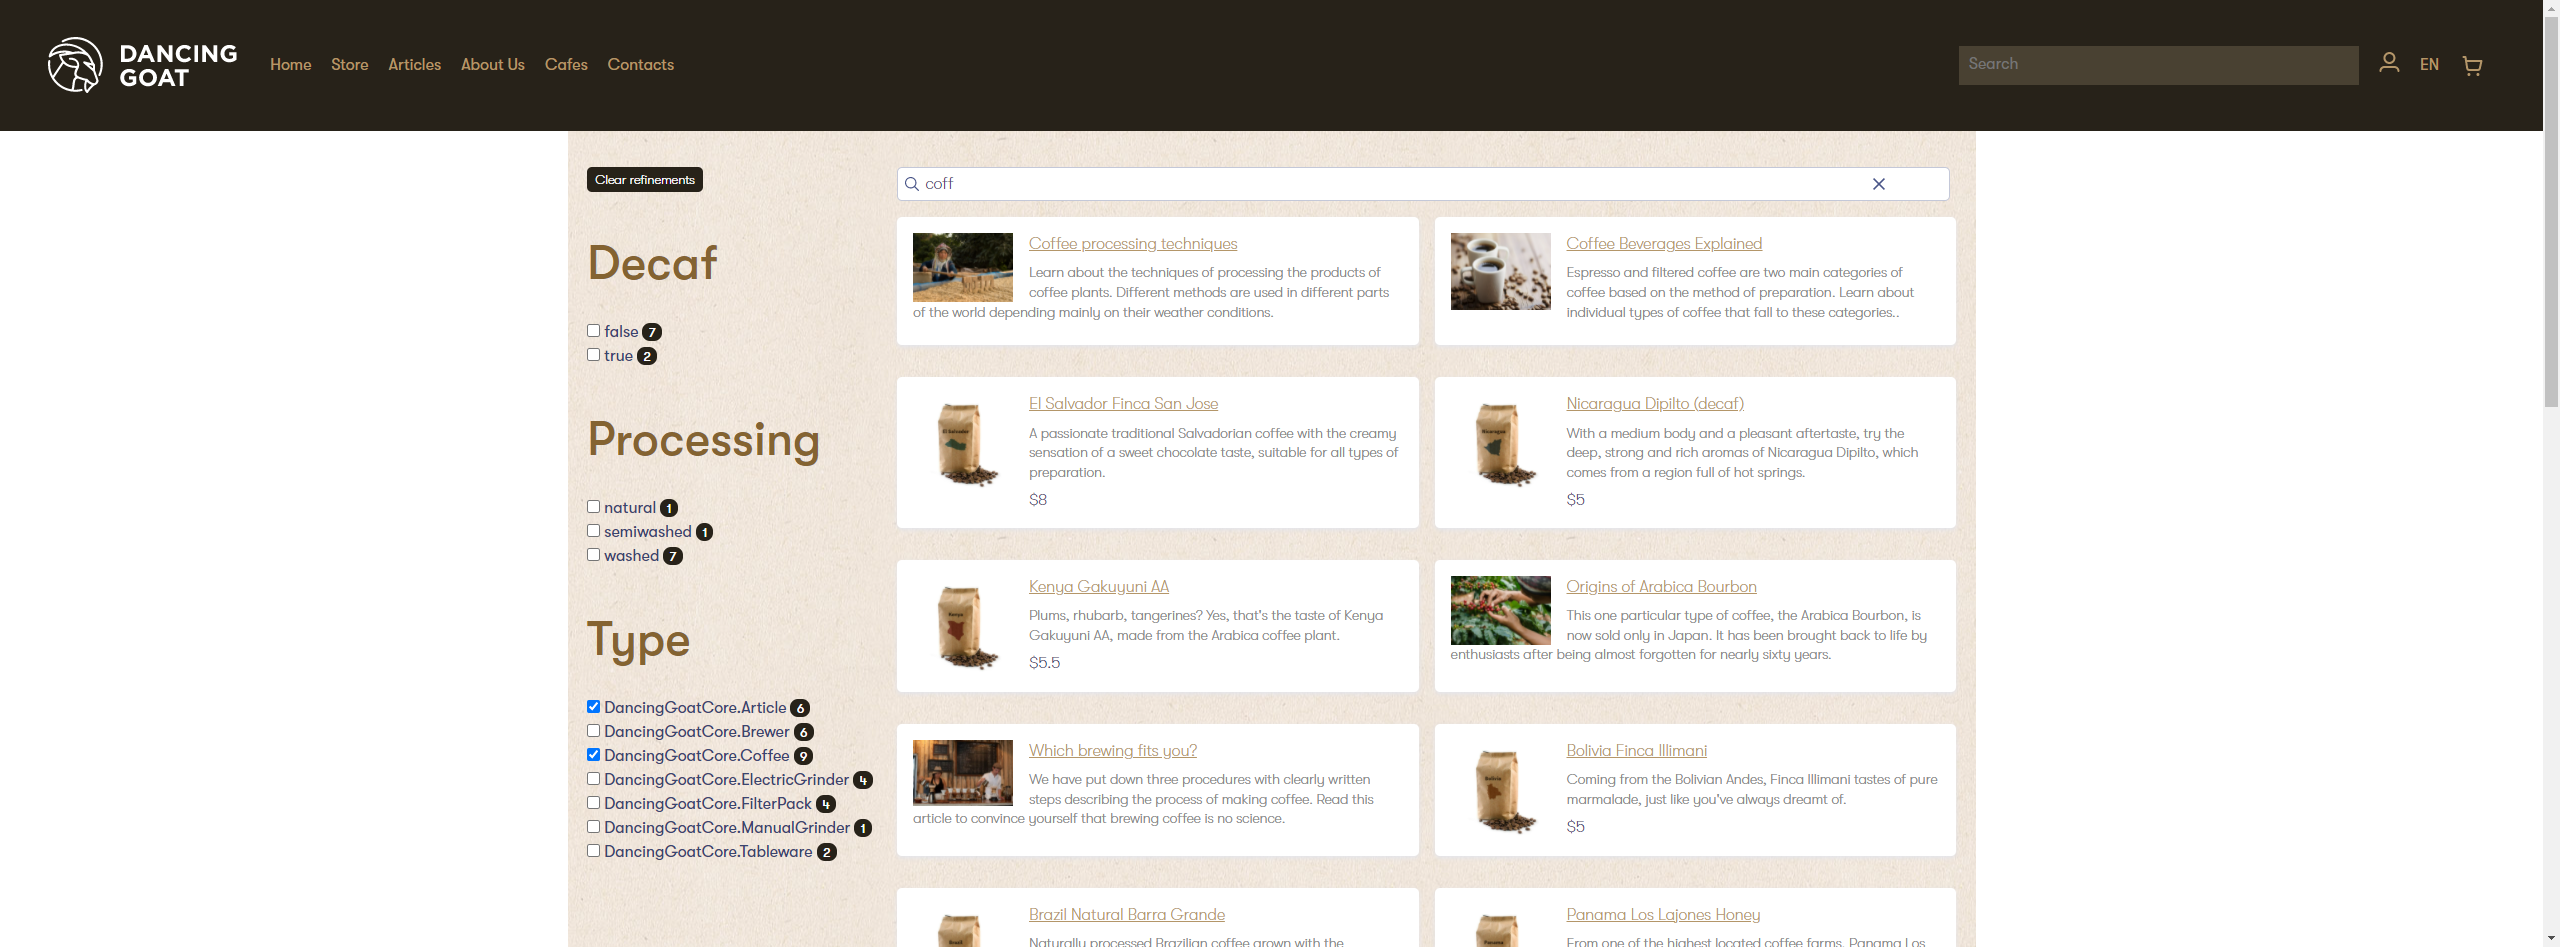 DANCING
GOAT
Home Store Articles About Us Cafes Contacts
Search
EN
Clear refinements
coff
Decaf
false 7
true 2
Processing
natural 1
semiwashed 1
washed 7
Type
DancingGoatCore.Article 6
DancingGoatCore.Brewer 6
DancingGoatCore.Coffee 9
DancingGoatCore.ElectricGrinder 4
DancingGoatCore.FilterPack 4
DancingGoatCore.ManualGrinder 1
DancingGoatCore.Tableware 2
Coffee processing techniques
Learn about the techniques of processing the products of
coffee plants. Different methods are used in different parts
of the world depending mainly on their weather conditions.
Coffee Beverages Explained
Espresso and filtered coffee are two main categories of
coffee based on the method of preparation. Learn about
individual types of coffee that fall to these categories..
El Salvador
El Salvador Finca San Jose
A passionate traditional Salvadorian coffee with the creamy
sensation of a sweet chocolate taste, suitable for all types of
preparation.
$8
Nicaragua
Nicaragua Dipilto (decaf)
With a medium body and a pleasant aftertaste, try the
deep, strong and rich aromas of Nicaragua Dipilto, which
comes from a region full of hot springs.
$5
Kenya
Kenya Gakuyuni AA
Plums, rhubarb, tangerines? Yes, that's the taste of Kenya
Gakuyuni AA, made from the Arabica coffee plant.
$5.5
Origins of Arabica Bourbon
This one particular type of coffee, the Arabica Bourbon, is
now sold only in Japan. It has been brought back to life by
enthusiasts after being almost forgotten for nearly sixty years.
Which brewing fits you?
We have put down three procedures with clearly written
steps describing the process of making coffee. Read this
article to convince yourself that brewing coffee is no science.
Bolivia
Bolivia Finca Illimani
Coming from the Bolivian Andes, Finca Illimani tastes of pure
marmalade, just like you've always dreamt of.
$5
Brazil
Brazil Natural Barra Grande
Naturally processed Brazilian coffee grown with the
Panama
Panama Los Lajones Honey
From one of the highest located coffee farms, Panama Los